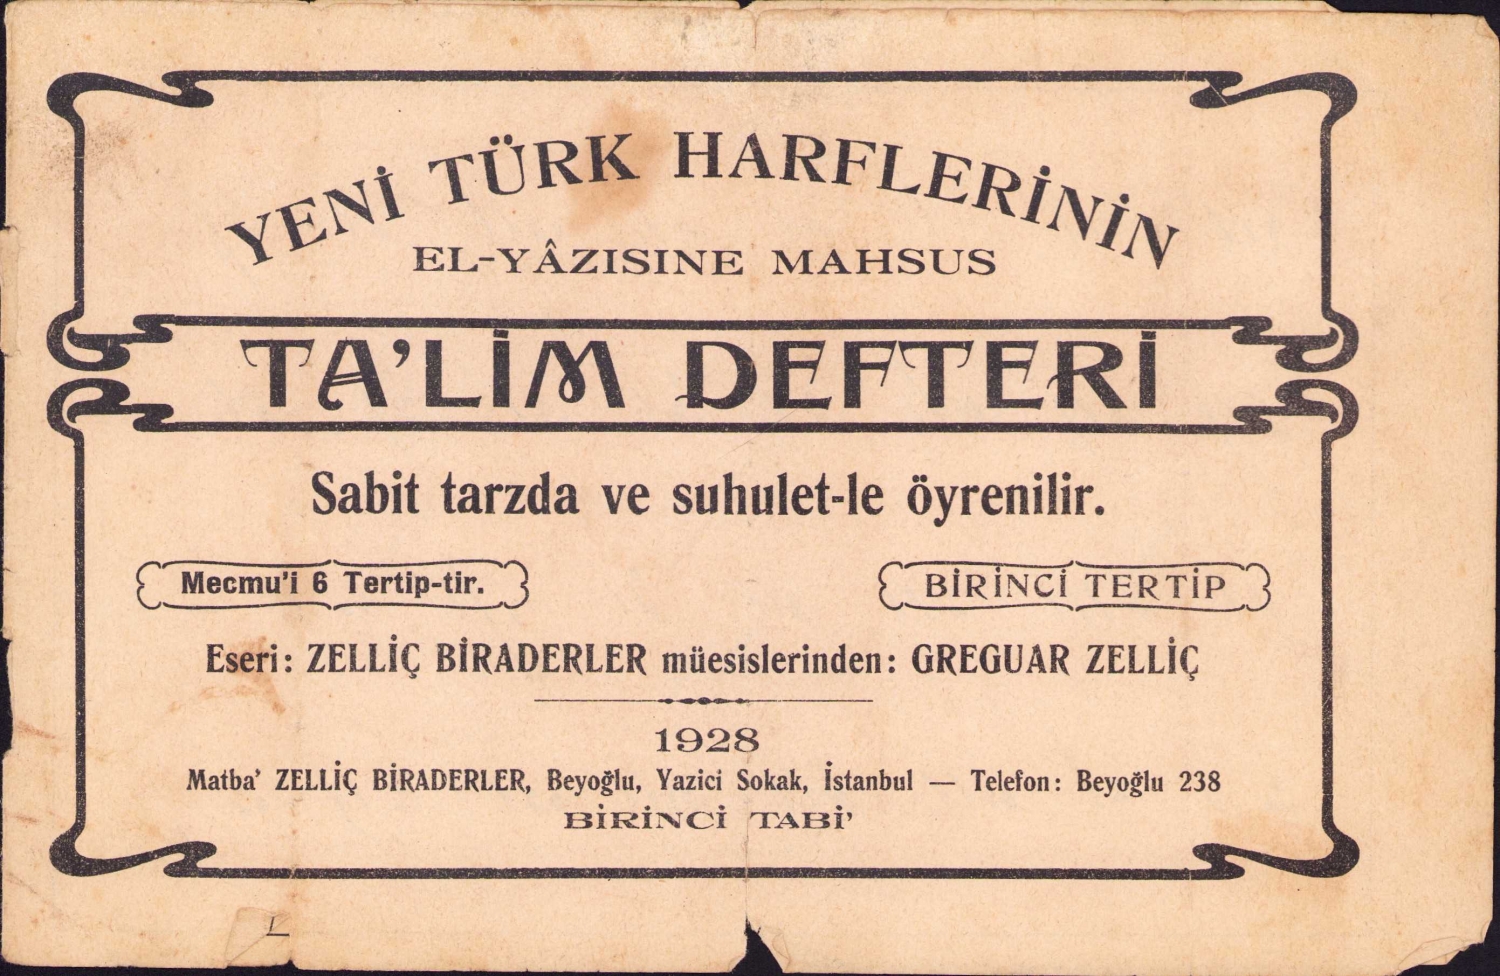 YENİ TÜRK HARFLERİNİN
EL-YÂZISINE MAHSUS
TA'LİM DEFTERİ
Sabit tarzda ve suhulet-le öyrenilir.
Mecmu'i 6 Tertip-tir.
BİRİNCİ TERTİP
Eseri: ZELLİÇ BİRADERLER müesislerinden: GREGUAR ZELLİÇ
1928
Matba' ZELLİÇ BİRADERLER, Beyoğlu, Yazici Sokak, İstanbul — Telefon: Beyoğlu 238
BİRİNCİ TABİ'